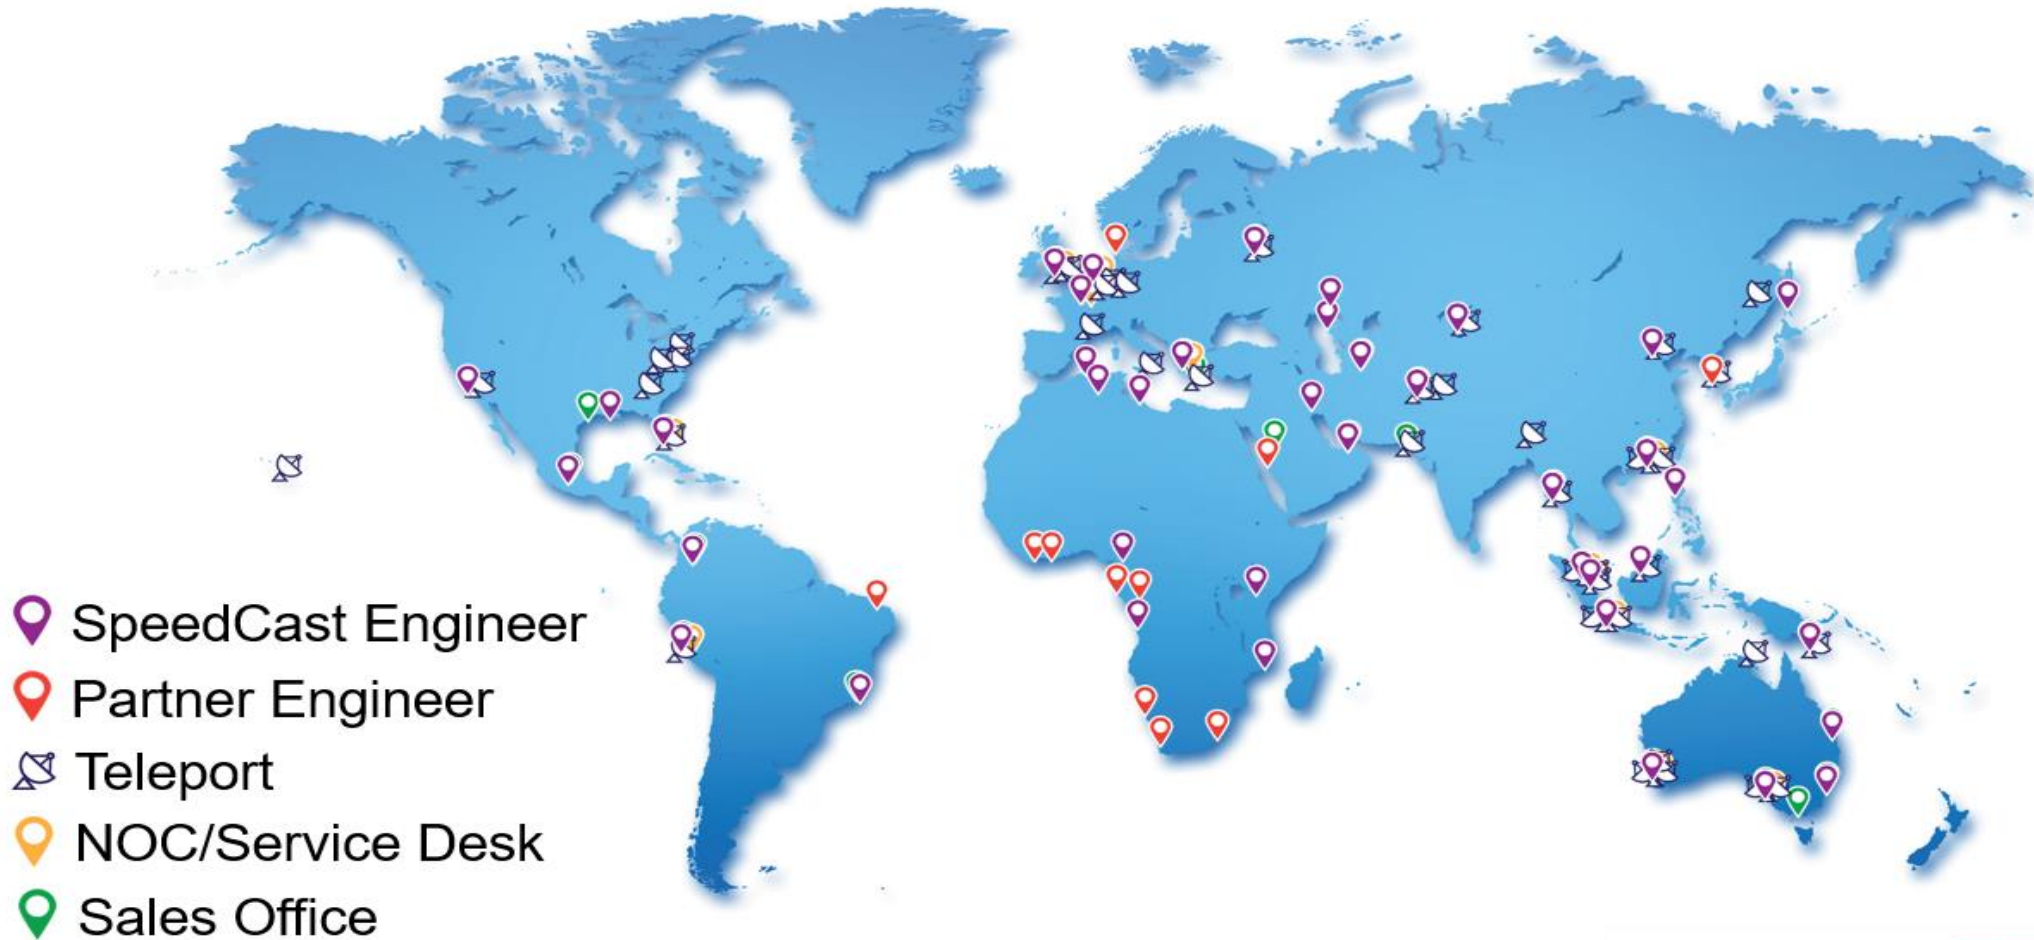 SpeedCast Engineer
Partner Engineer
Teleport
NOC/Service Desk
Sales Office